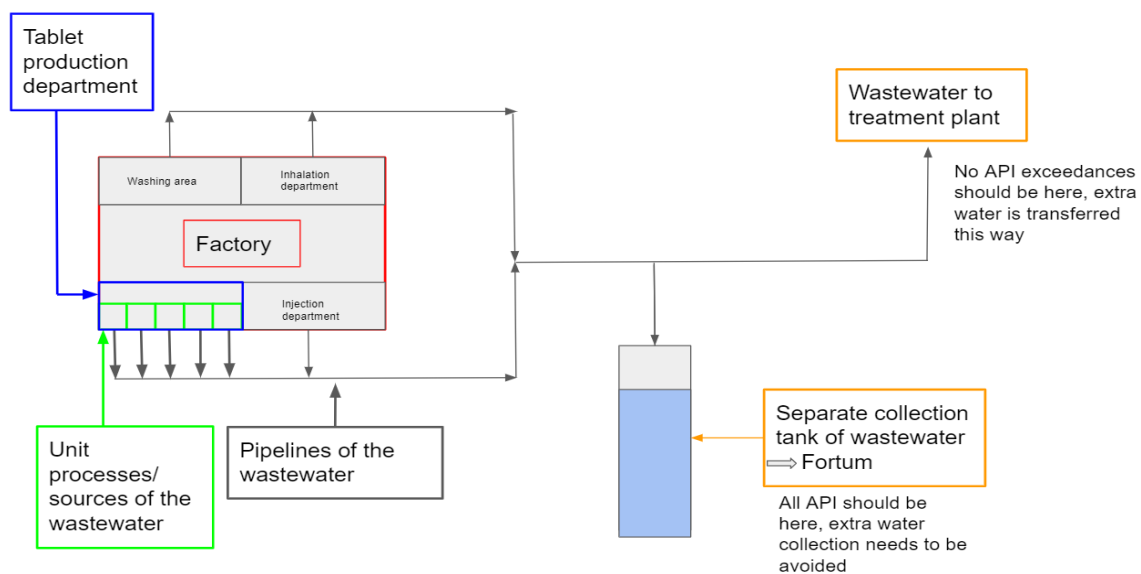 Tablet
production
department
Wastewater to
treatment plant
No API exceedances
should be here, extra
water is transferred
this way
Washing area
Inhalation
department
Factory
Injection
department
Unit
processes/
sources of the
wastewater
Pipelines of the
wastewater
Separate collection
tank of wastewater
Fortum
All API should be
here, extra water
collection needs to be
avoided